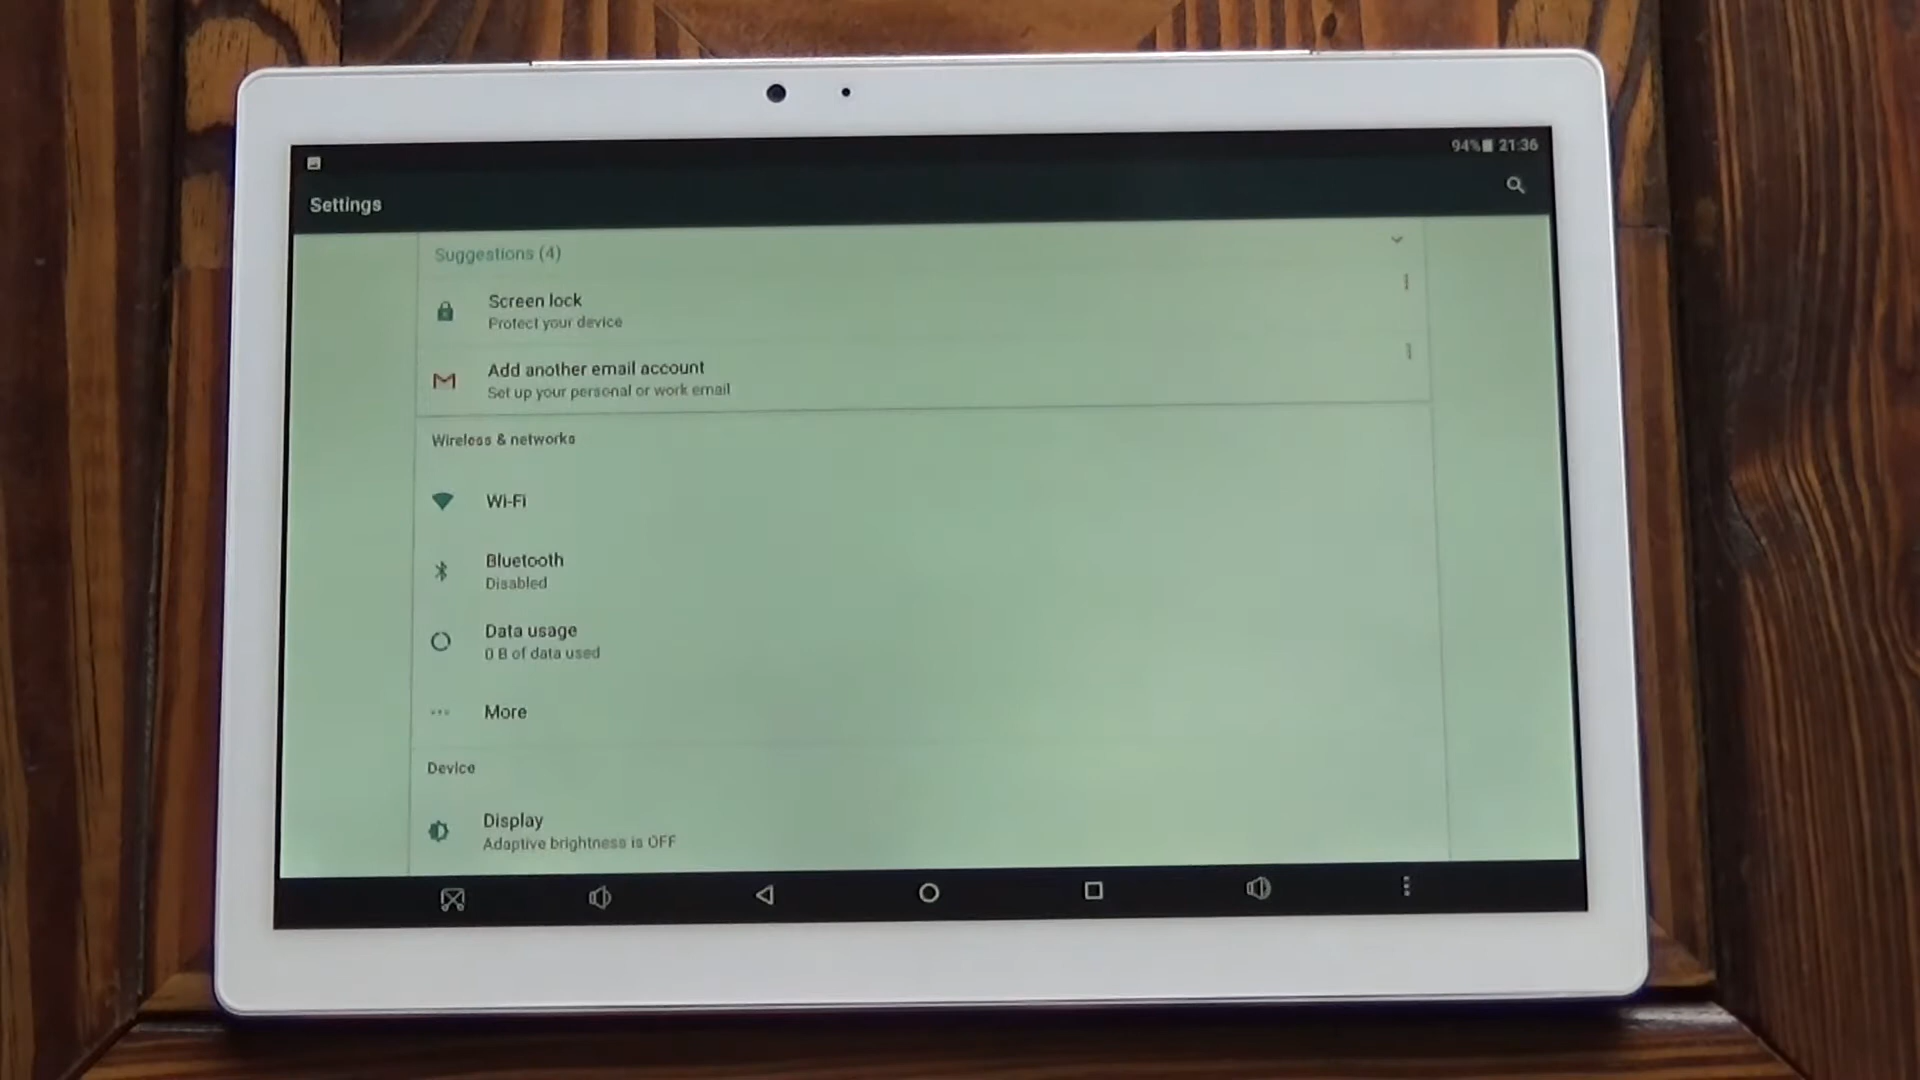 94% 21:36
Settings
Suggestions (4)
Screen lock
Protect your device
Add another email account
Set up your personal or work email
Wireless & networks
Wi-Fi
Bluetooth
Disabled
Data usage
0 B of data used
More
Device
Display
Adaptive brightness is OFF